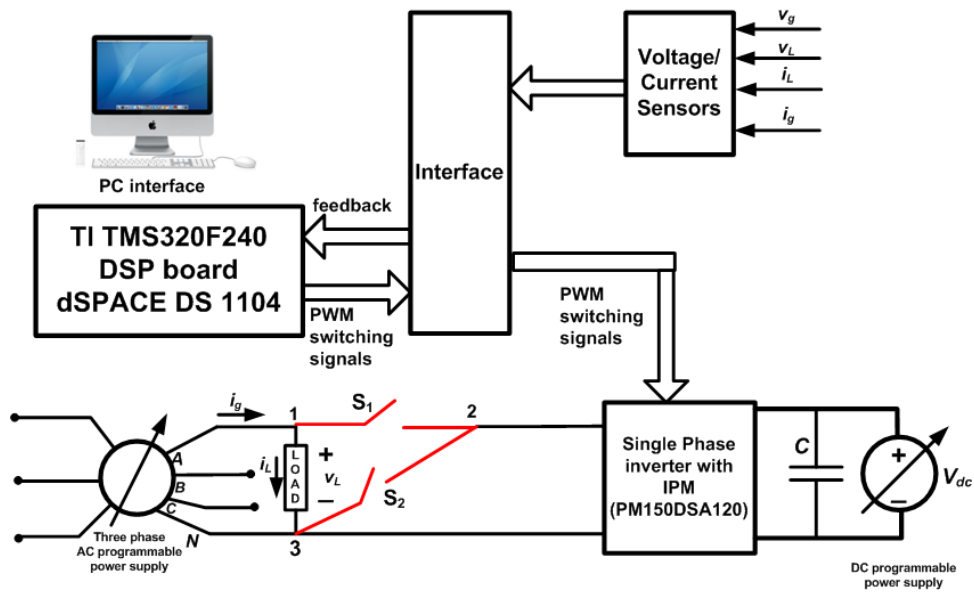 v_g
v_L
i_L
i_g
Voltage/
Current
Sensors
Interface
PC interface
feedback
TI TMS320F240
DSP board
dSPACE DS 1104
PWM
switching
signals
PWM
switching
signals
i_g
1
S_1
2
A
B
C
N
i_L
LOAD
+
v_L
–
S_2
3
Three phase
AC programmable
power supply
Single Phase
inverter with
IPM
(PM150DSA120)
C
+
–
V_dc
DC programmable
power supply